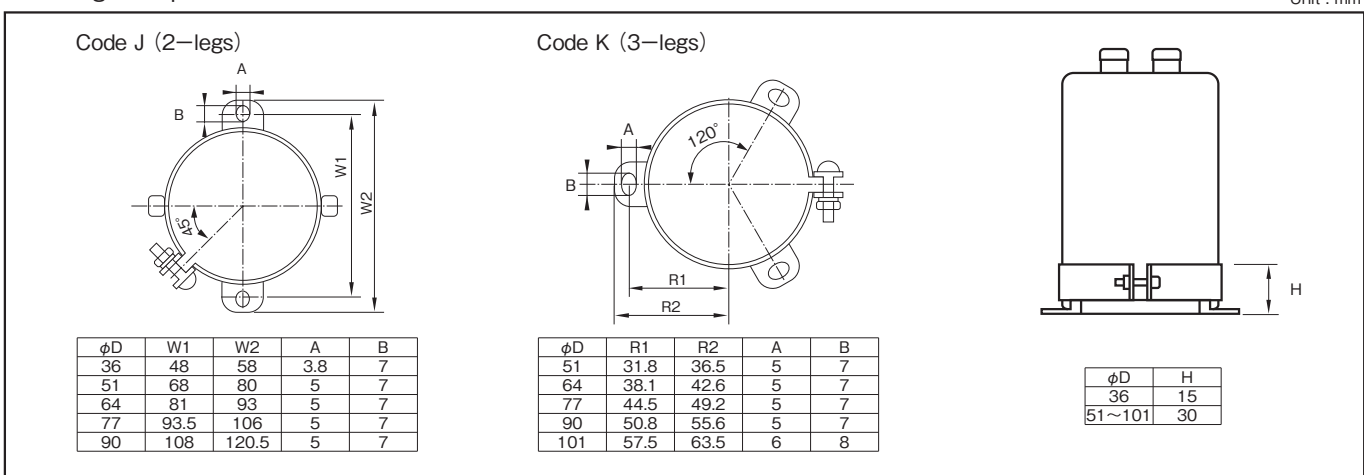 Unit : mm
Code J (2−legs)
A
B
W1
W2
45°
φD W1 W2 A B
36 48 58 3.8 7
51 68 80 5 7
64 81 93 5 7
77 93.5 106 5 7
90 108 120.5 5 7
Code K (3−legs)
A
B
120°
R1
R2
φD R1 R2 A B
51 31.8 36.5 5 7
64 38.1 42.6 5 7
77 44.5 49.2 5 7
90 50.8 55.6 5 7
101 57.5 63.5 6 8
H
φD H
36 15
51～101 30